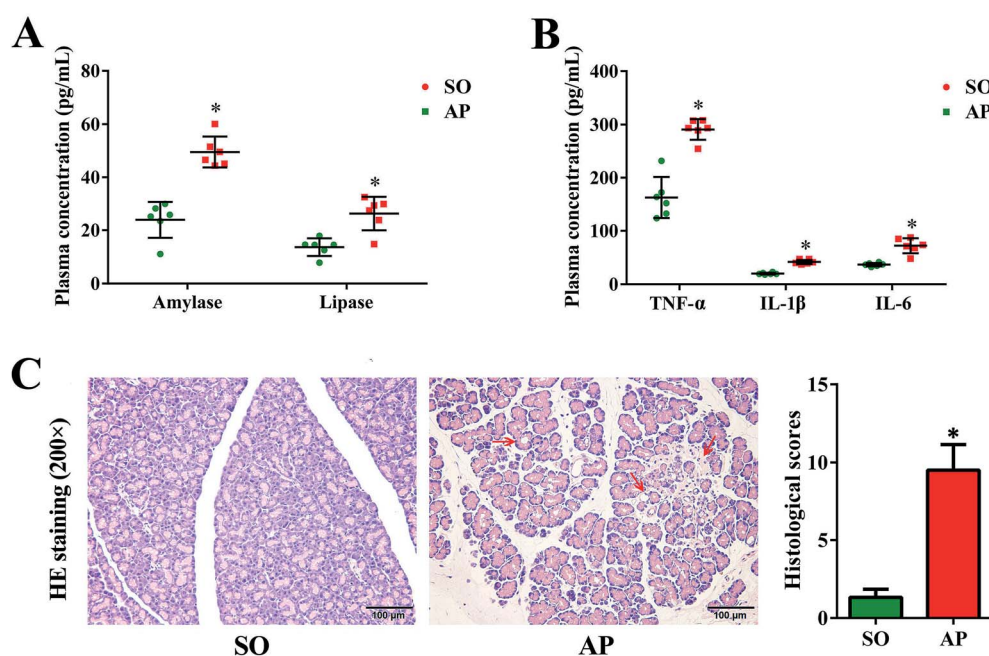 A
Plasma concentration (pg/mL)
80
60
40
20
0
*
*
SO
AP
Amylase
Lipase
B
Plasma concentration (pg/mL)
400
300
200
100
0
*
*
*
SO
AP
TNF-α
IL-1β
IL-6
C
HE staining (200×)
100 μm
SO
100 μm
AP
Histological scores
15
10
5
0
*
SO
AP